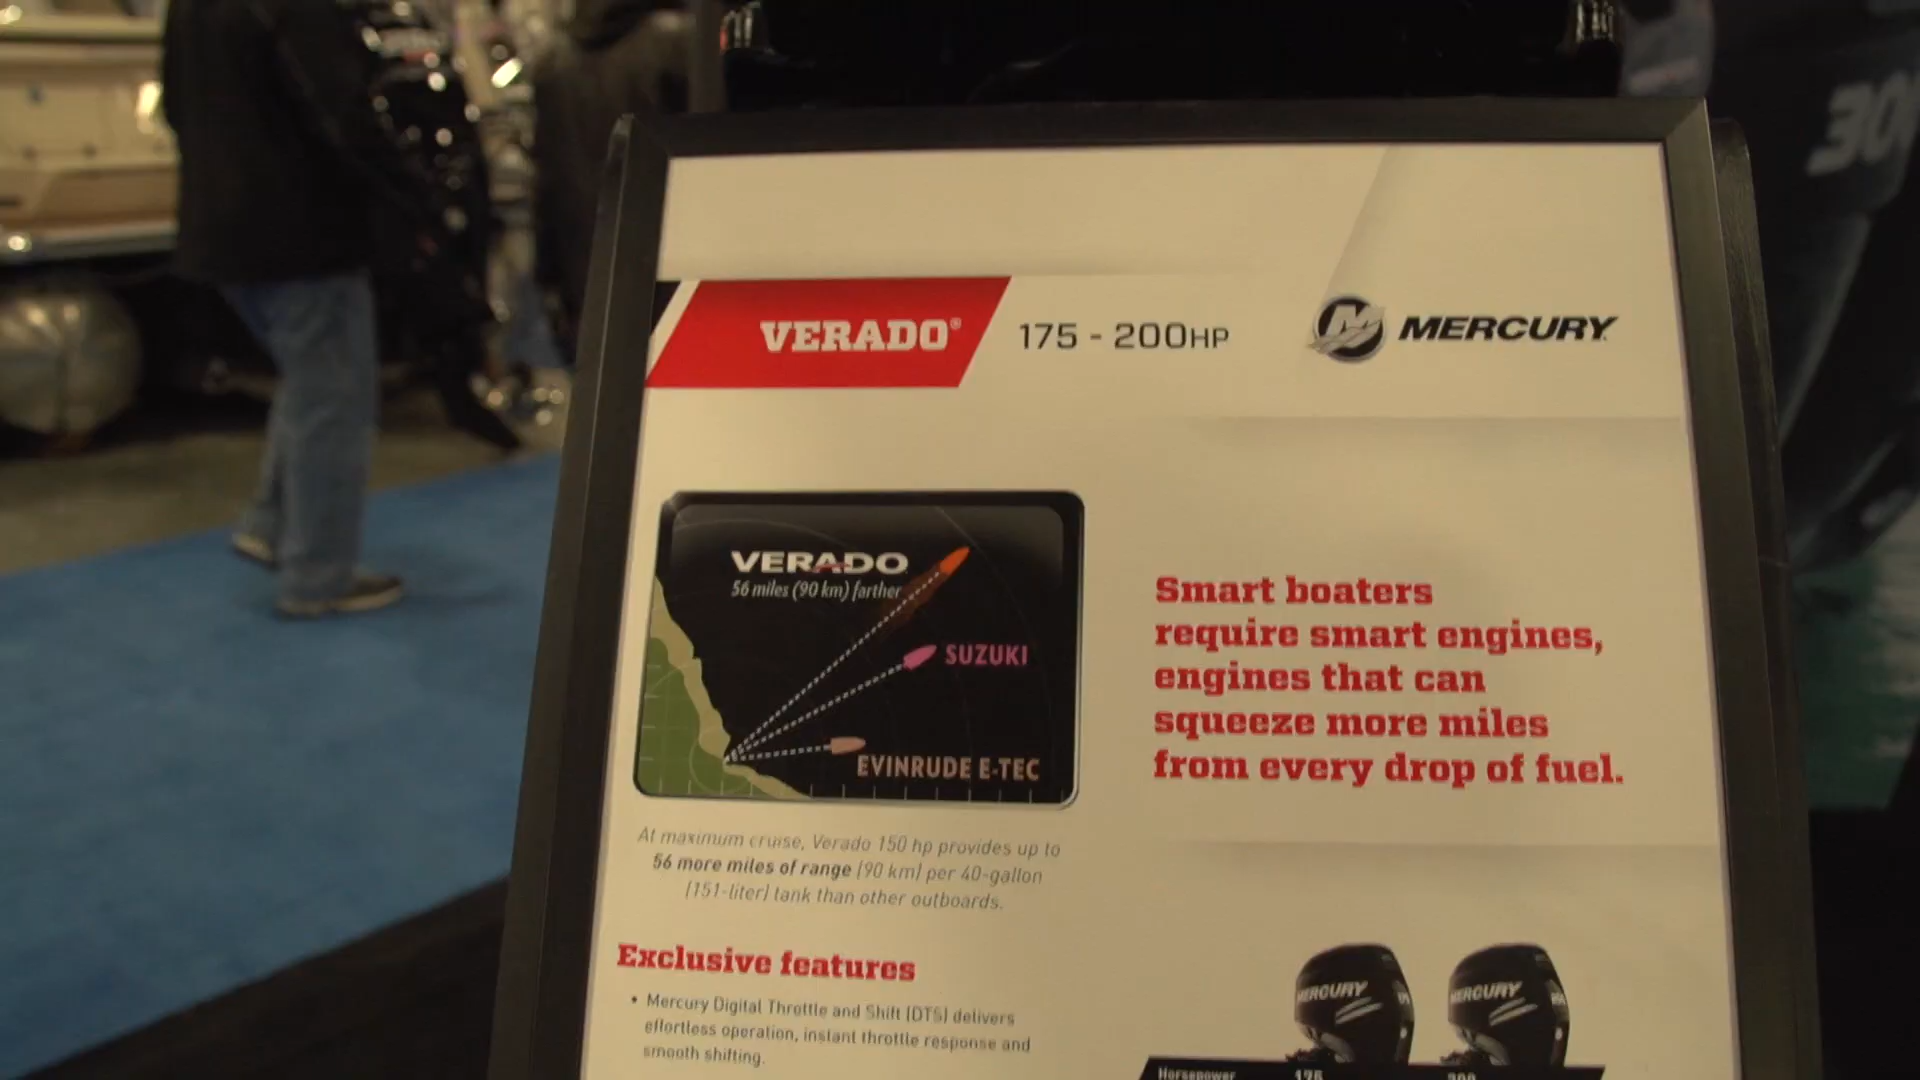 VERADO®
175 - 200HP
MERCURY
VERADO
56 miles (90 km) farther
SUZUKI
EVINRUDE E-TEC
Smart boaters
require smart engines,
engines that can
squeeze more miles
from every drop of fuel.
At maximum cruise, Verado 150 hp provides up to
56 more miles of range (90 km) per 40-gallon
(151-liter) tank than other outboards.
Exclusive features
• Mercury Digital Throttle and Shift (DTS) delivers
effortless operation, instant throttle response and
smooth shifting.
MERCURY
MERCURY
Horsepower 175 200